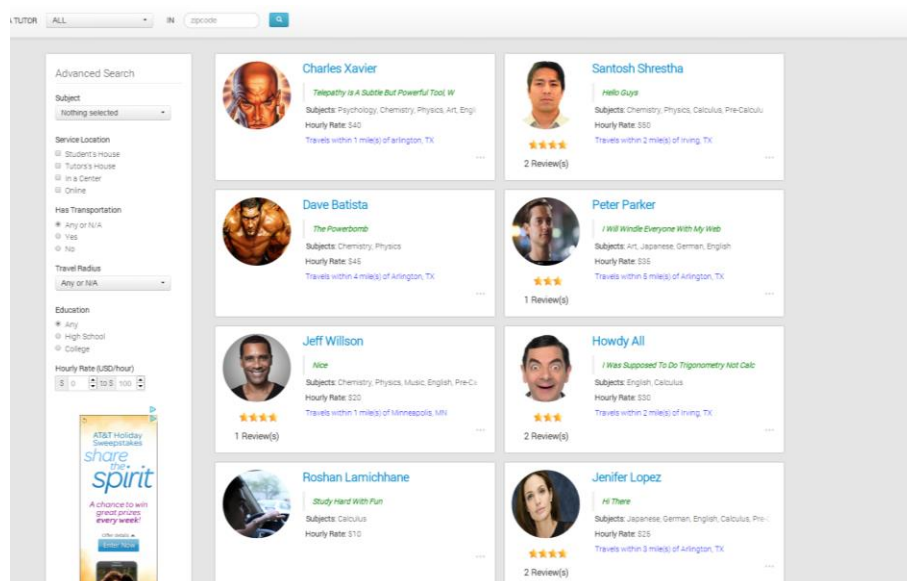 A TUTOR ALL IN zipcode
Advanced Search
Subject
Nothing selected
Service Location
Student's House
Tutors's House
In a Center
Online
Has Transportation
Any or N/A
Yes
No
Travel Radius
Any or N/A
Education
Any
High School
College
Hourly Rate (USD/hour)
$ 0 to $ 100
AT&T Holiday
Sweepstakes
share
the
spirit
A chance to win
great prizes
every week!
Offer details
Enter Now
Charles Xavier
Telepathy Is A Subtle But Powerful Tool, W
Subjects: Psychology, Chemistry, Physics, Art, Engl
Hourly Rate: $40
Travels within 1 mile(s) of arlington, TX
...
Santosh Shrestha
Hello Guys
Subjects: Chemistry, Physics, Calculus, Pre-Calculu
Hourly Rate: $50
Travels within 2 mile(s) of Irving, TX
2 Review(s)
...
Dave Batista
The Powerbomb
Subjects: Chemistry, Physics
Hourly Rate: $45
Travels within 4 mile(s) of Arlington, TX
...
Peter Parker
I Will Windle Everyone With My Web
Subjects: Art, Japanese, German, English
Hourly Rate: $35
Travels within 5 mile(s) of Arlington, TX
1 Review(s)
...
Jeff Willson
Nice
Subjects: Chemistry, Physics, Music, English, Pre-Ca
Hourly Rate: $20
Travels within 1 mile(s) of Minneapolis, MN
1 Review(s)
...
Howdy All
I Was Supposed To Do Trigonometry Not Calc
Subjects: English, Calculus
Hourly Rate: $30
Travels within 2 mile(s) of Irving, TX
2 Review(s)
...
Roshan Lamichhane
Study Hard With Fun
Subjects: Calculus
Hourly Rate: $10
...
Jenifer Lopez
Hi There
Subjects: Japanese, German, English, Calculus, Pre-
Hourly Rate: $25
Travels within 3 mile(s) of Arlington, TX
2 Review(s)
...